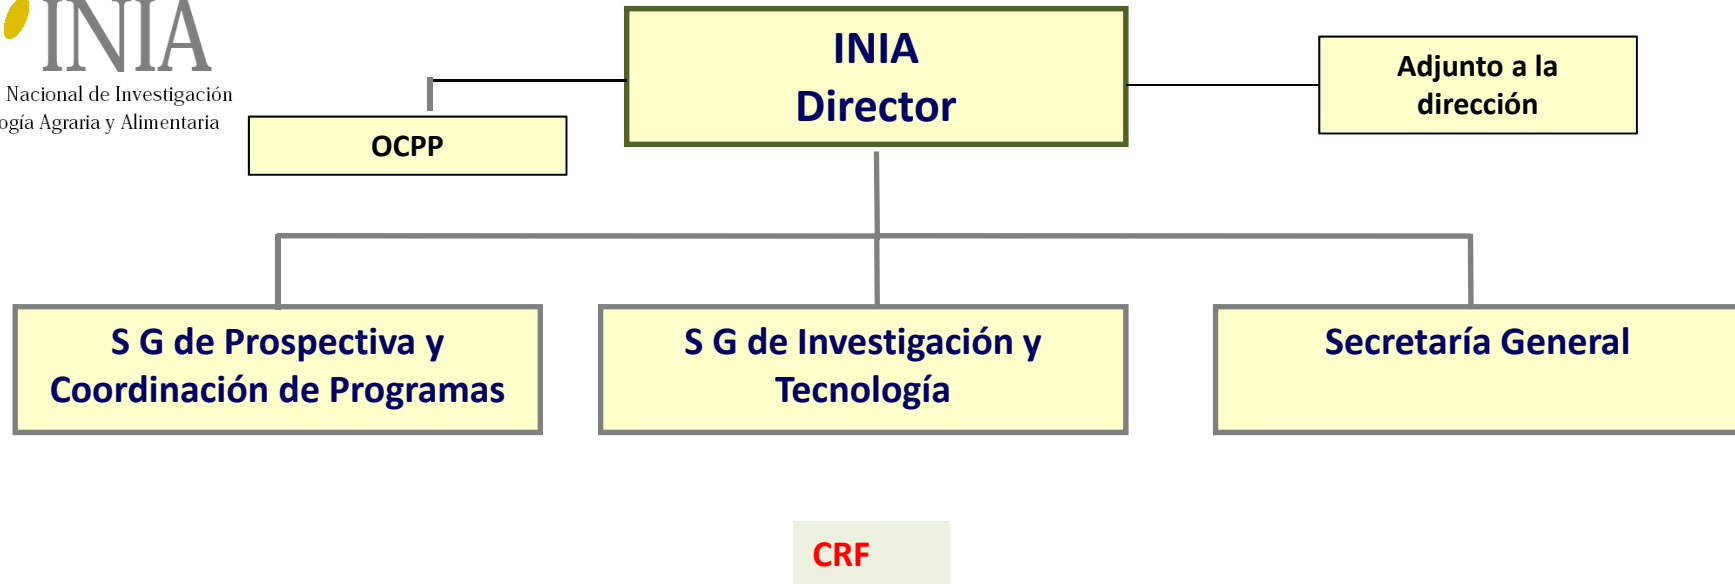 INIA
Nacional de Investigación
ogía Agraria y Alimentaria
INIA
Director
Adjunto a la
dirección
OCPP
S G de Prospectiva y
Coordinación de Programas
S G de Investigación y
Tecnología
Secretaría General
CRF